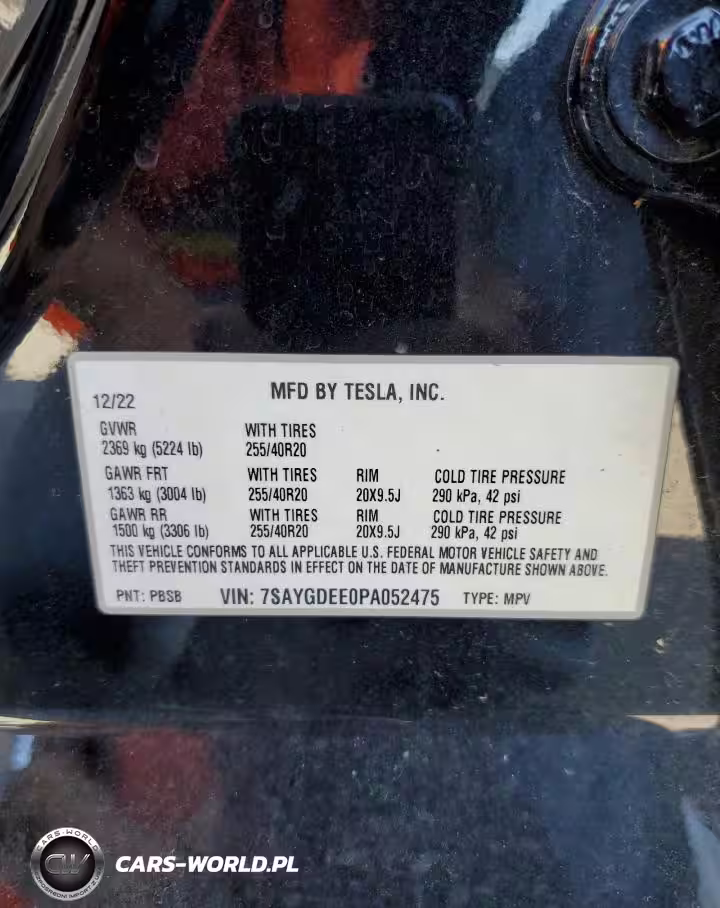 12/22
MFD BY TESLA, INC.
GVWR WITH TIRES
2369 kg (5224 lb) 255/40R20
GAWR FRT WITH TIRES RIM COLD TIRE PRESSURE
1363 kg (3004 lb) 255/40R20 20X9.5J 290 kPa, 42 psi
GAWR RR WITH TIRES RIM COLD TIRE PRESSURE
1500 kg (3306 lb) 255/40R20 20X9.5J 290 kPa, 42 psi
THIS VEHICLE CONFORMS TO ALL APPLICABLE U.S. FEDERAL MOTOR VEHICLE SAFETY AND
THEFT PREVENTION STANDARDS IN EFFECT ON THE DATE OF MANUFACTURE SHOWN ABOVE.
PNT: PBSB VIN: 7SAYGDEE0PA052475 TYPE: MPV
CARS-WORLD
CW
CARS-WORLD.PL